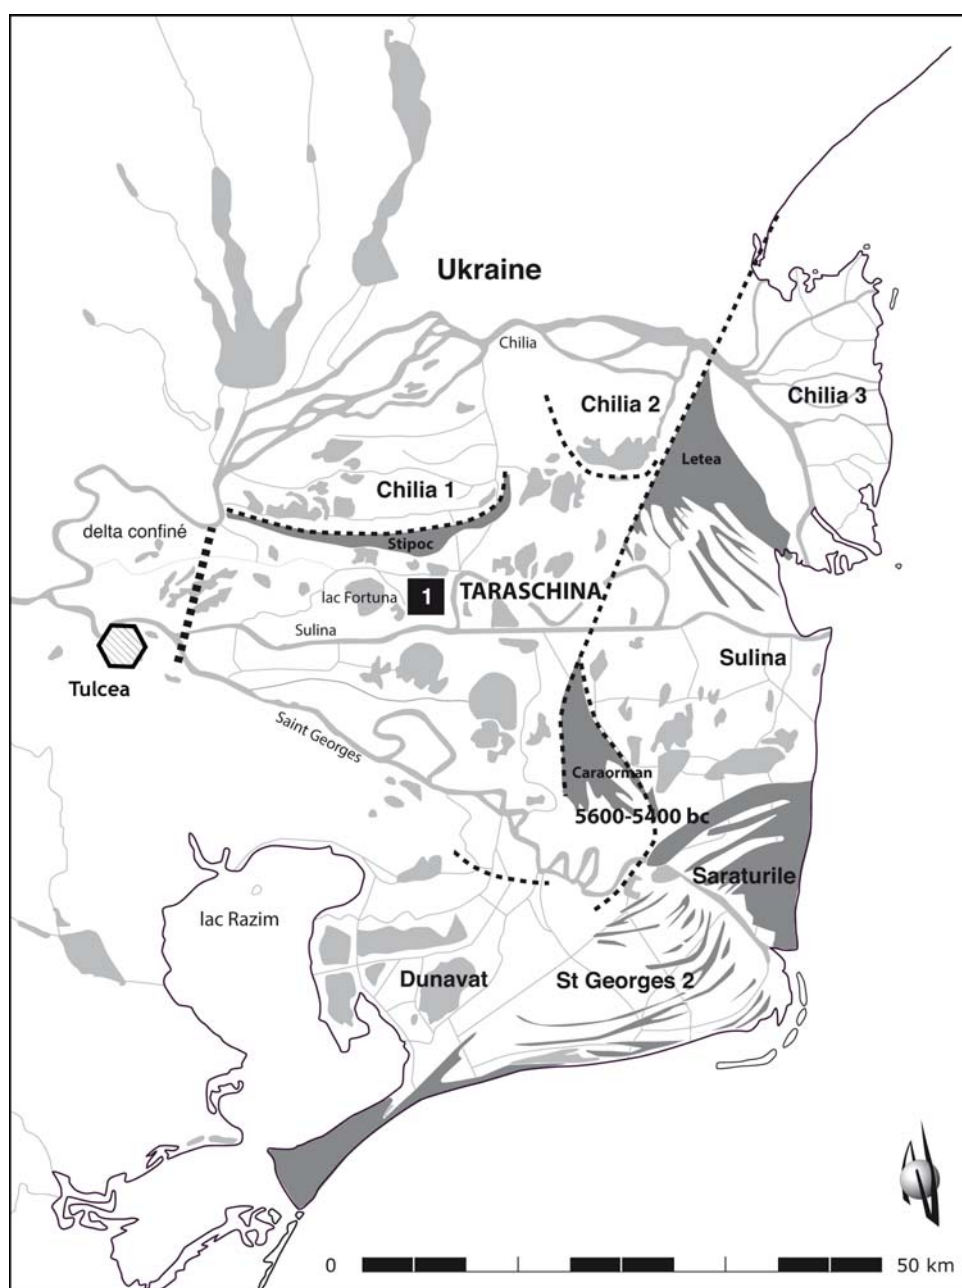 Ukraine
Chilia
Chilia 2
Chilia 3
Letea
Chilia 1
delta confiné
Stipoc
lac Fortuna
1
TARASCHINA
Sulina
Sulina
Tulcea
Saint Georges
Caraorman
5600-5400 bc
Saraturile
lac Razim
Dunavat
St Georges 2
0
50 km